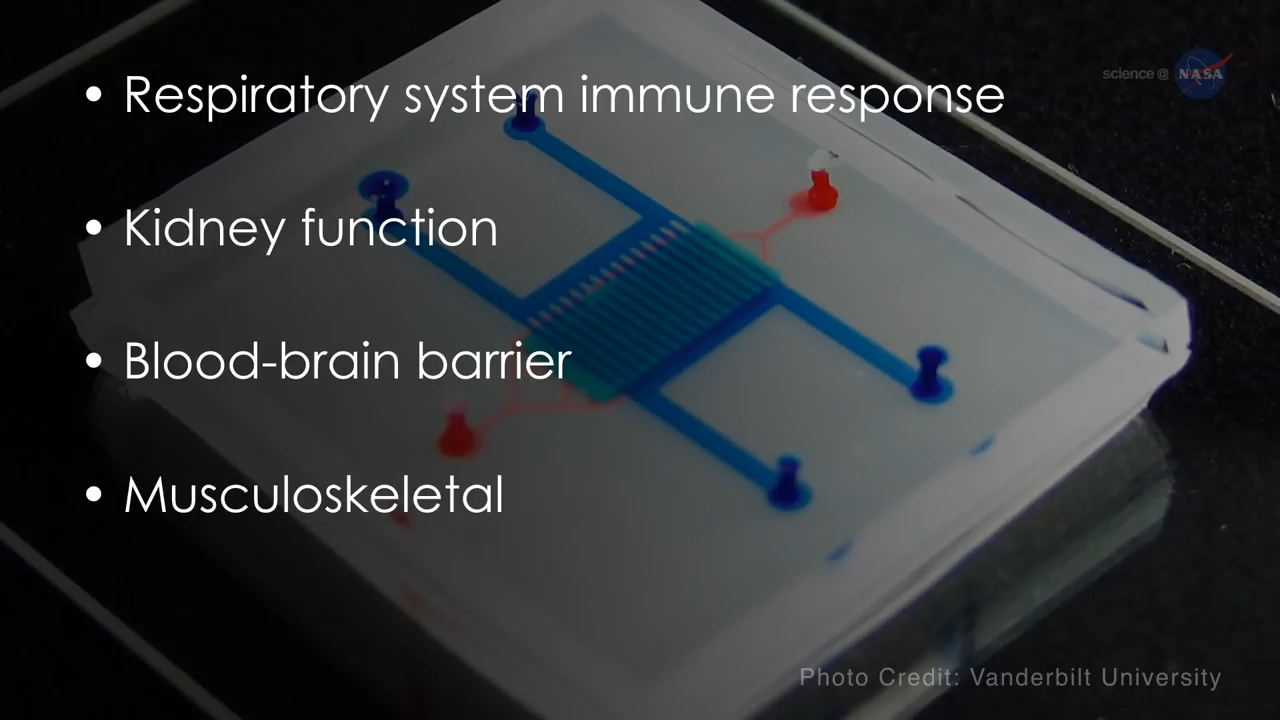 science @ NASA
• Respiratory system immune response
• Kidney function
• Blood-brain barrier
• Musculoskeletal
Photo Credit: Vanderbilt University